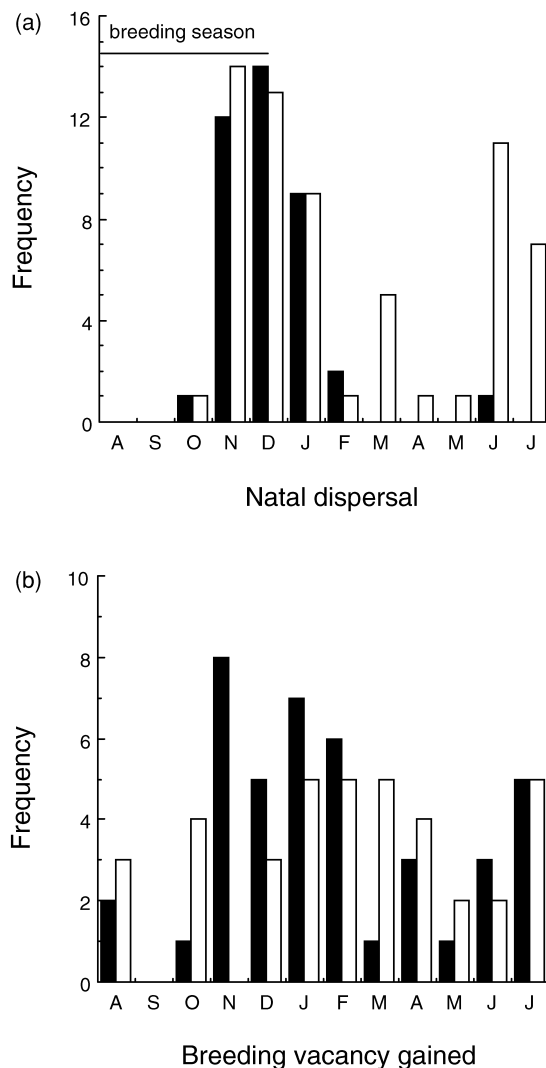 (a)
breeding season
16
12
8
4
0
Frequency
A S O N D J F M A M J J
Natal dispersal
(b)
10
8
6
4
2
0
Frequency
A S O N D J F M A M J J
Breeding vacancy gained